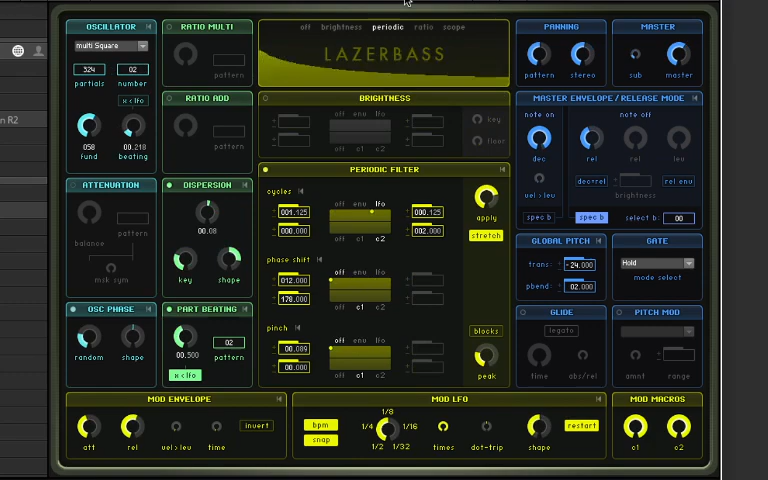 n R2
OSCILLATOR
multi Square
324
02
partials
number
x < lfo
058
00.218
fund
beating
RATIO MULTI
pattern
RATIO ADD
pattern
off brightness periodic ratio scope
LAZERBASS
BRIGHTNESS
off env lfo
key
floor
off c1 c2
PERIODIC FILTER
cycles
off env lfo
004.125
000.125
000.000
002.000
off c1 c2
apply
stretch
phase shift
off env lfo
012.000
178.000
off c1 c2
pinch
off env lfo
00.089
00.000
off c1 c2
blocks
peak
PANNING
pattern
stereo
MASTER
sub
master
MASTER ENVELOPE/RELEASE MODE
note on
note off
dec
rel
lev
vel > lev
dec=rel
rel env
brightness
spec b
spec b
select b:
00
ATTENUATION
pattern
balance
msk sym
DISPERSION
00.08
key
shape
GLOBAL PITCH
trans:
-24.000
pbend:
02.000
GATE
Hold
mode select
OSC PHASE
random
shape
PART BEATING
02
00.500
pattern
x < lfo
GLIDE
legato
time
abs/rel
PITCH MOD
amnt
range
MOD ENVELOPE
att
rel
vel > lev
time
invert
MOD LFO
bpm
snap
1/8
1/4
1/16
1/2
1/32
times
dot-trip
shape
restart
MOD MACROS
c1
c2